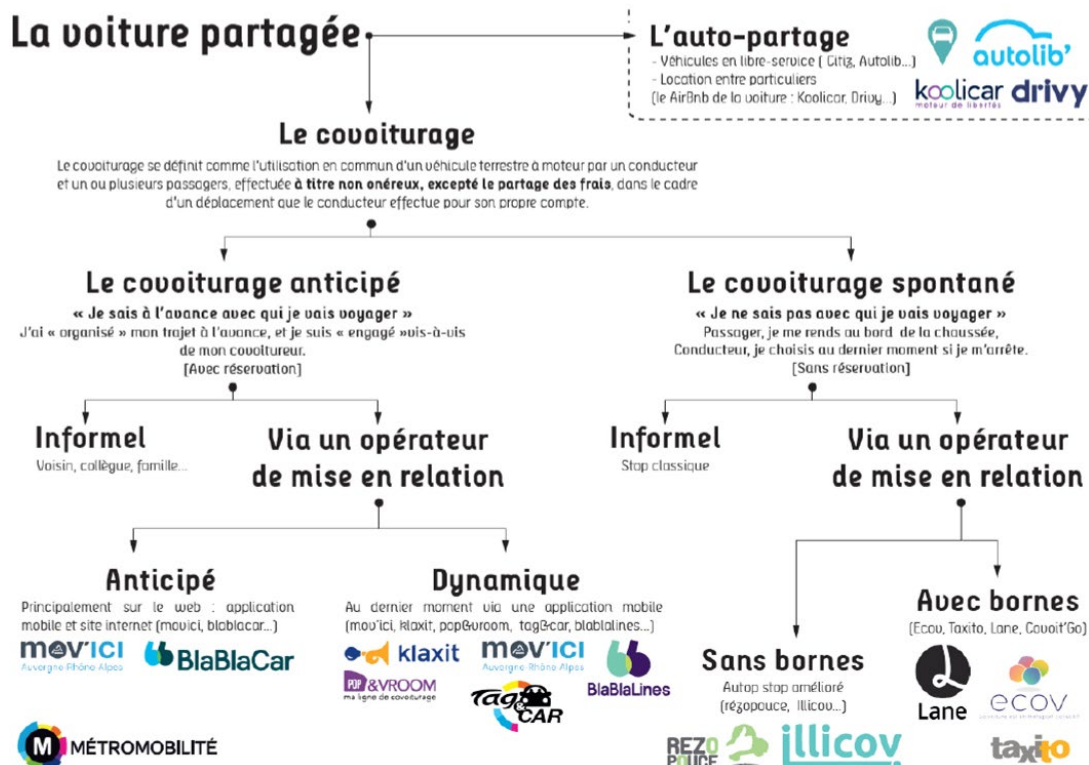 La voiture partagée
L'auto-partage
- Véhicules en libre-service ( Citiz, Autolib...)
- Location entre particuliers
(le AirBnb de la voiture : Koolicar, Drivy...)
autolib'
koolicar
moteur de libertés
drivy
Le covoiturage
Le covoiturage se définit comme l'utilisation en commun d'un véhicule terrestre à moteur par un conducteur
et un ou plusieurs passagers, effectuée à titre non onéreux, excepté le partage des frais, dans le cadre
d'un déplacement que le conducteur effectue pour son propre compte.
Le covoiturage anticipé
« Je sais à l'avance avec qui je vais voyager »
J'ai « organisé » mon trajet à l'avance, et je suis « engagé »vis-à-vis
de mon covoitureur.
[Avec réservation]
Le covoiturage spontané
« Je ne sais pas avec qui je vais voyager »
Passager, je me rends au bord de la chaussée,
Conducteur, je choisis au dernier moment si je m'arrête.
[Sans réservation]
Informel
Voisin, collègue, famille...
Via un opérateur
de mise en relation
Informel
Stop classique
Via un opérateur
de mise en relation
Anticipé
Principalement sur le web : application
mobile et site internet (movici, blablacar...)
mov'ici
Auvergne Rhône Alpes
BlaBlaCar
Dynamique
Au dernier moment via une application mobile
(mov'ici, klaxit, pop&vroom, tag&car, blablalines...)
klaxit
mov'ici
Auvergne Rhône Alpes
BlaBlaLines
POP &VROOM
ma ligne de covoiturage
Tag&CAR
Sans bornes
Autop stop amélioré
(rézopouce, Illicov...)
REZO
POUCE
illicov
Avec bornes
(Ecov, Taxito, Lane, Covoit'Go)
Lane
ecov
taxito
M MÉTROMOBILITÉ